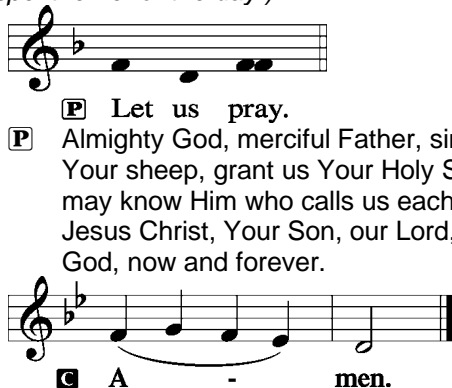 🄿 Let us pray.
🄿 Almighty God, merciful Father,
Your sheep, grant us Your Holy
may know Him who calls us each
Jesus Christ, Your Son, our Lord,
God, now and forever.
🅲 A - men.